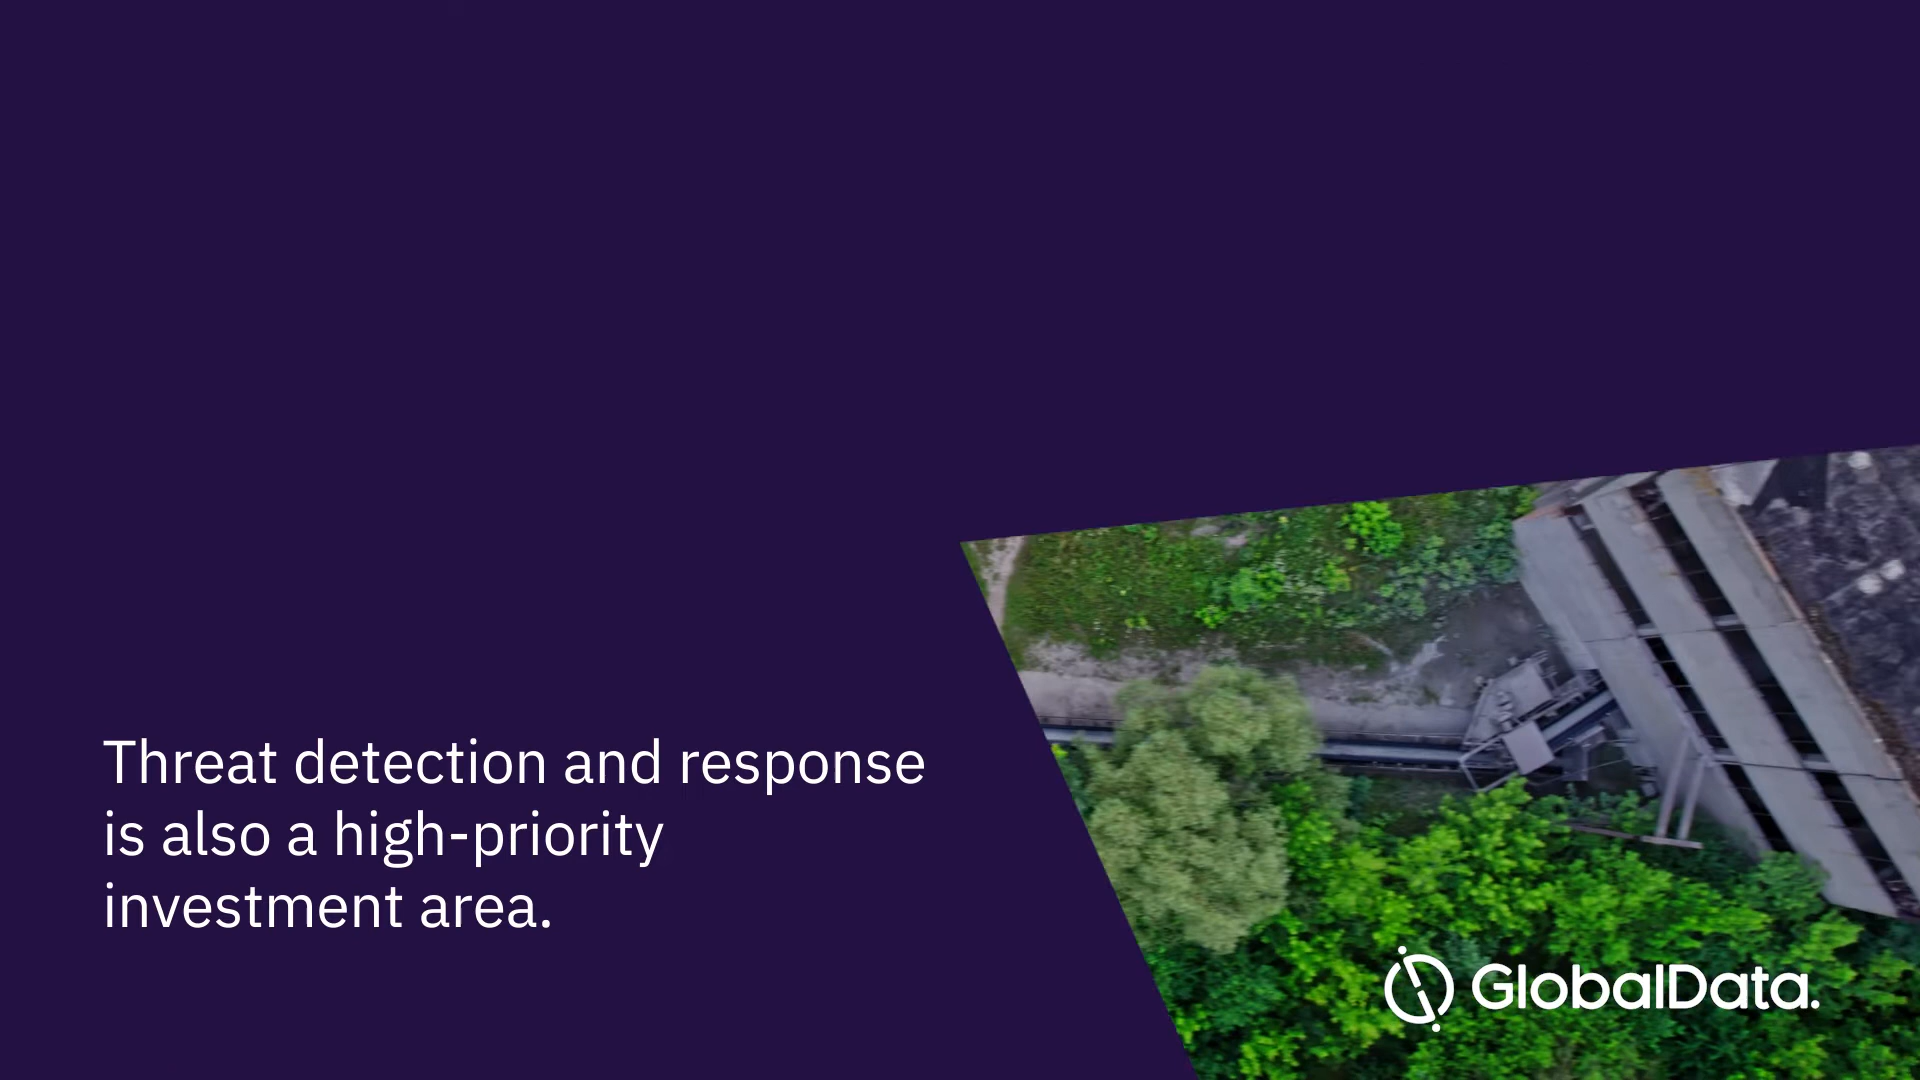 Threat detection and response
is also a high-priority
investment area.
GlobalData.